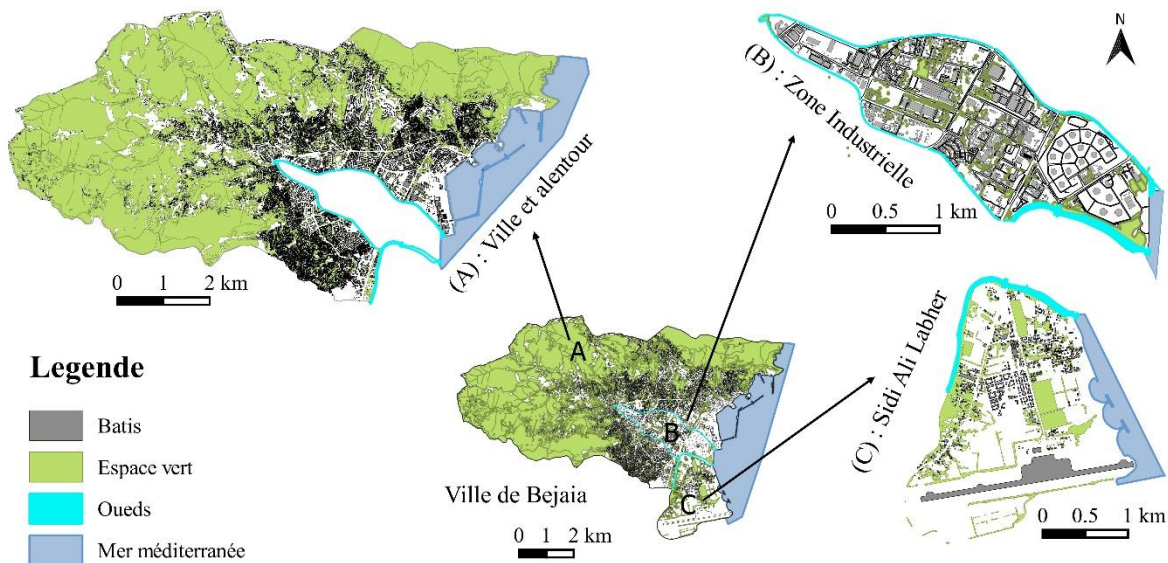 N
(B) : Zone Industrielle
0 0.5 1 km
(A) : Ville et alentour
0 1 2 km
(C) : Sidi Ali Labher
0 0.5 1 km
A
B
C
Ville de Bejaia
0 1 2 km
Legende
Batis
Espace vert
Oueds
Mer méditerranée